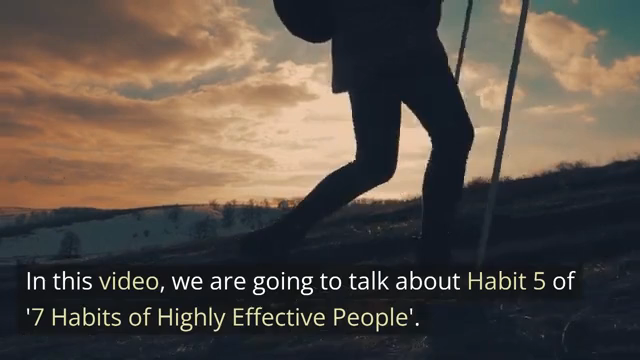 In this video, we are going to talk about Habit 5 of
'7 Habits of Highly Effective People'.